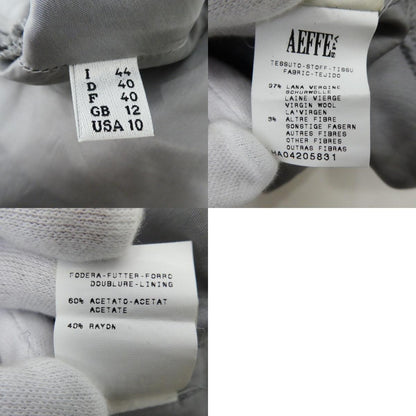 I 44
D 40
F 40
GB 12
USA 10
AEFFE
TESSUTO-STOFF-TISSU
FABRIC-TEJIDO
97% LANA VERGINE
SCHURWOLLE
LAINE VIERGE
VIRGIN WOOL
LA'VIRGEN
3% ALTRE FIBRE
SONSTIGE FASERN
AUTRES FIBRES
OTHER FIBRES
OUTRAS FIBRAS
HA04205831
FODERA-FUTTER-FORRO
DOUBLURE-LINING
60% ACETATO-ACETAT
ACETATE
40% RAYON